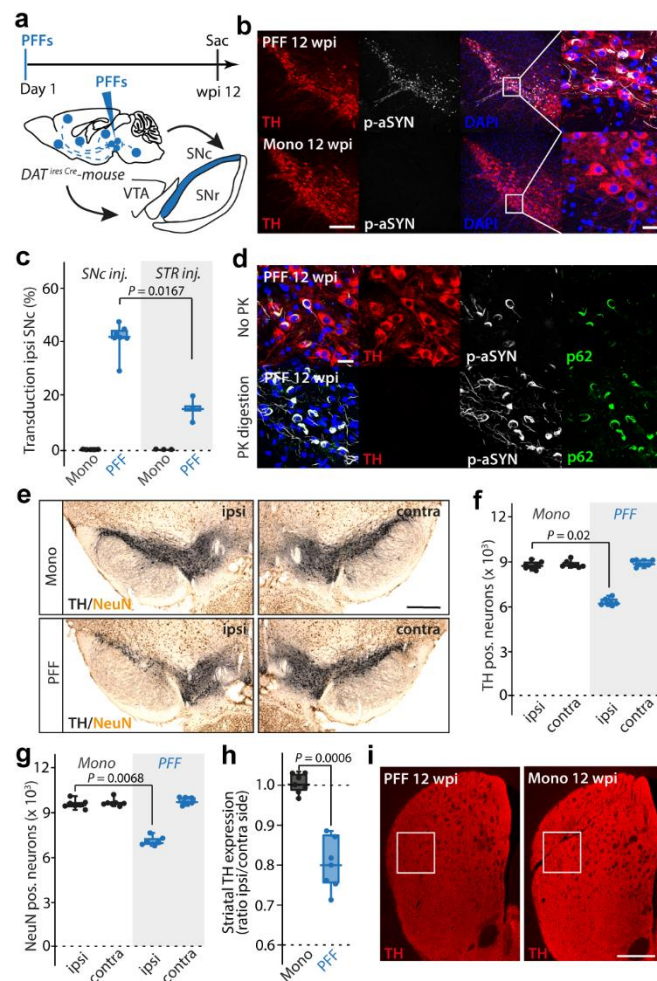 a
PFFs
Sac
Day 1
wpi 12
PFFs
DAT ires Cre-mouse
VTA
SNc
SNr
b
PFF 12 wpi
TH
p-aSYN
DAPI
Mono 12 wpi
TH
p-aSYN
DAPI
c
SNc inj.
STR inj.
P = 0.0167
Transduction ipsi SNc (%)
60
40
20
0
Mono
PFF
Mono
PFF
d
PFF 12 wpi
No PK
TH
p-aSYN
p62
PFF 12 wpi
PK digestion
TH
p-aSYN
p62
e
ipsi
contra
Mono
TH/NeuN
ipsi
contra
PFF
TH/NeuN
f
Mono
PFF
P = 0.02
TH pos. neurons (x 10³)
12
9
6
3
0
ipsi
contra
ipsi
contra
g
Mono
PFF
P = 0.0068
NeuN pos. neurons (x 10³)
12
9
6
3
0
ipsi
contra
ipsi
contra
h
P = 0.0006
Striatal TH expression
(ratio ipsi/contra side)
1.0
0.9
0.8
0.7
0.6
Mono
PFF
i
PFF 12 wpi
Mono 12 wpi
TH
TH